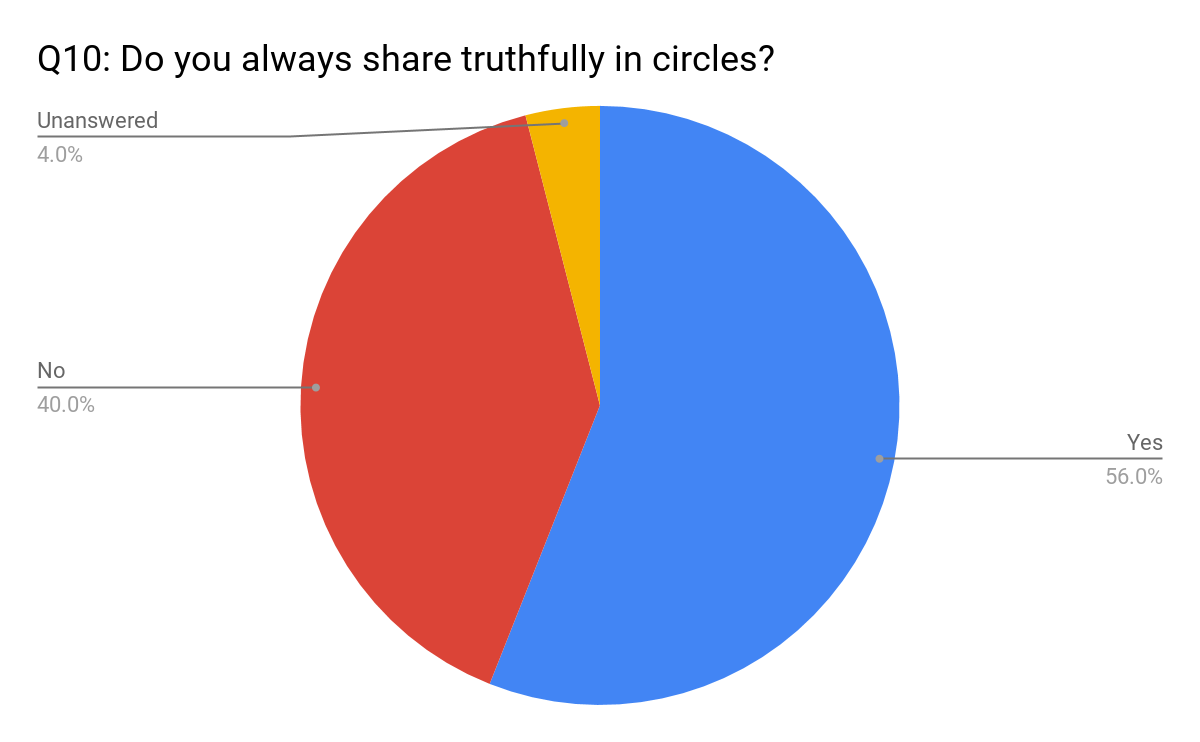 Q10: Do you always share truthfully in circles?
Unanswered
4.0%
No
40.0%
Yes
56.0%